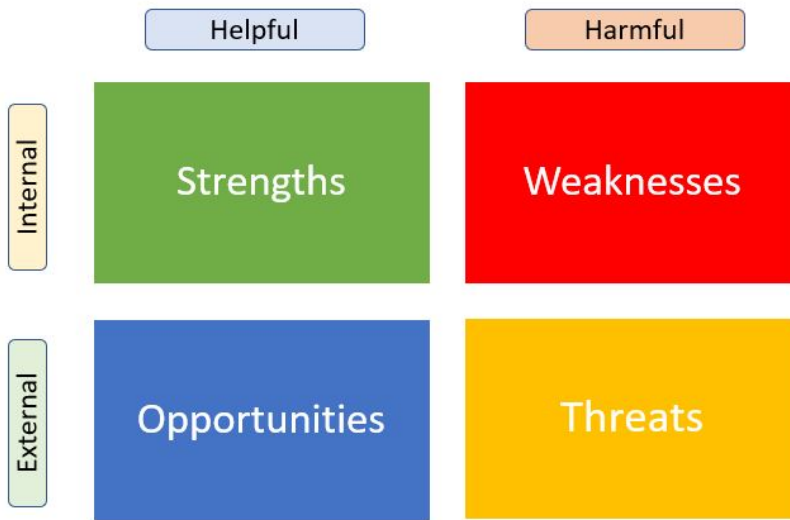 Helpful
Harmful
Internal
Strengths
Weaknesses
External
Opportunities
Threats